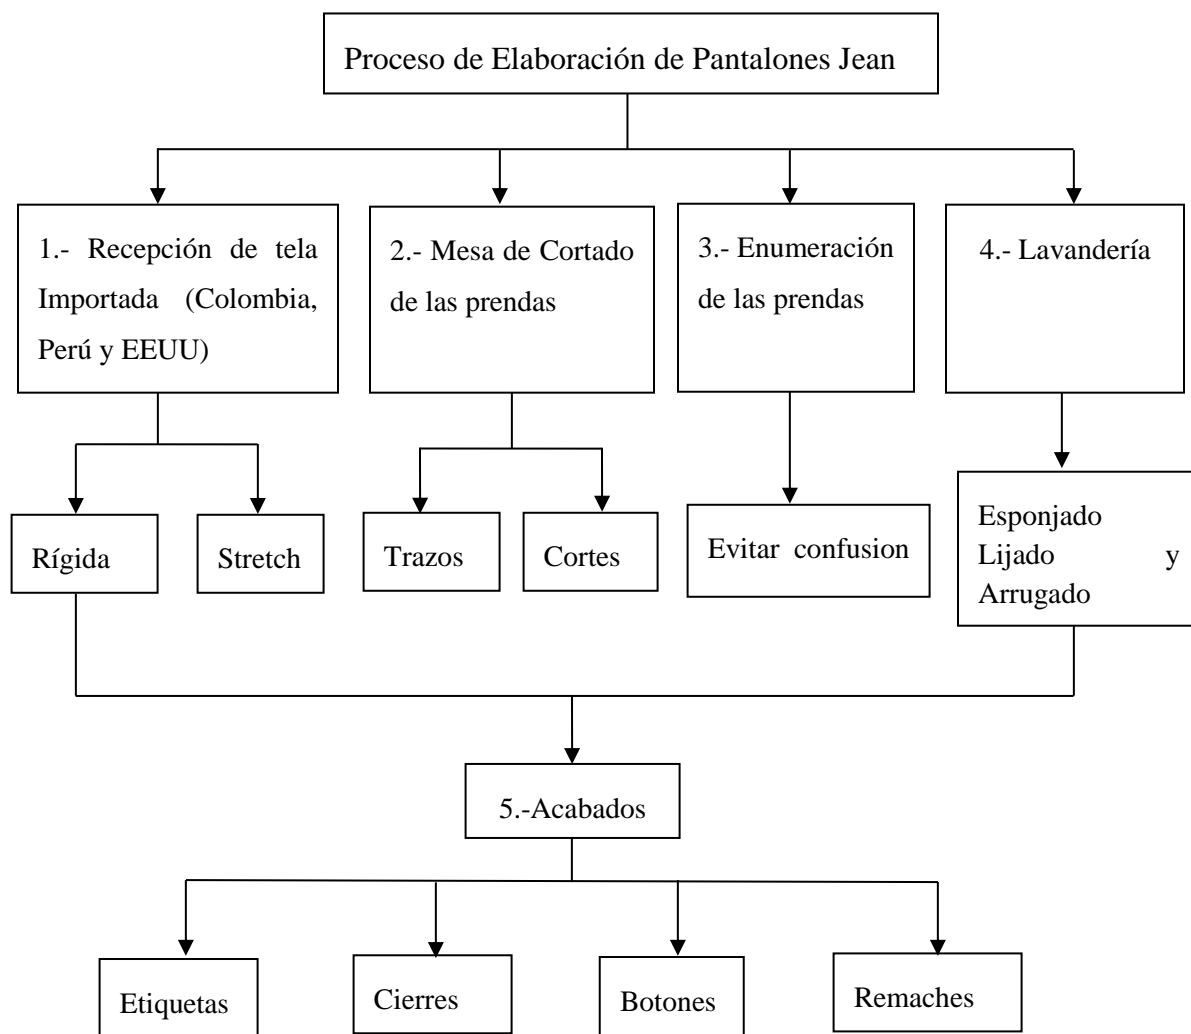 Proceso de Elaboración de Pantalones Jean
1.- Recepción de tela
Importada (Colombia,
Perú y EEUU)
2.- Mesa de Cortado
de las prendas
3.- Enumeración
de las prendas
4.- Lavandería
Rígida
Stretch
Trazos
Cortes
Evitar confusion
Esponjado
Lijado y
Arrugado
5.-Acabados
Etiquetas
Cierres
Botones
Remaches